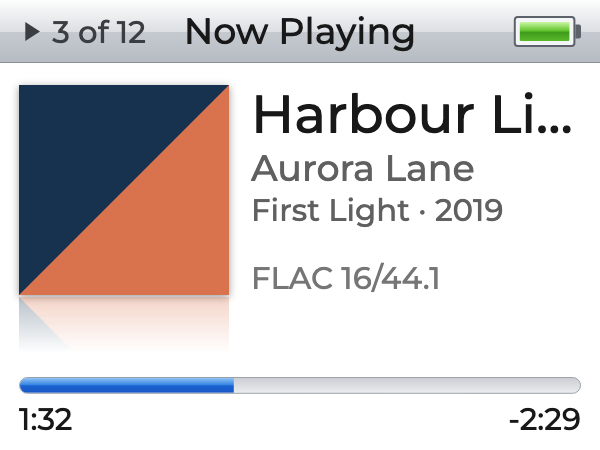 3 of 12 Now Playing
Harbour Li...
Aurora Lane
First Light · 2019
FLAC 16/44.1
1:32 -2:29